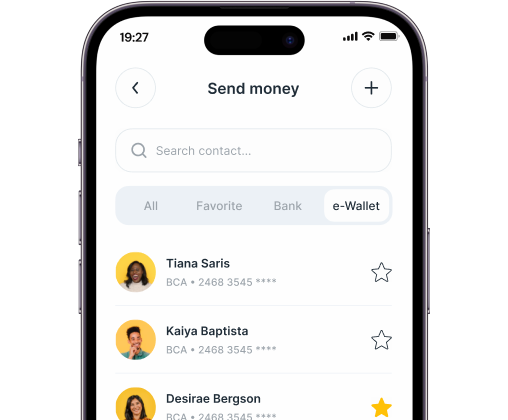 19:27
Send money
Search contact...
All Favorite Bank e-Wallet
Tiana Saris
BCA • 2468 3545 ****
Kaiya Baptista
BCA • 2468 3545 ****
Desirae Bergson
BCA • 2468 3545 ****